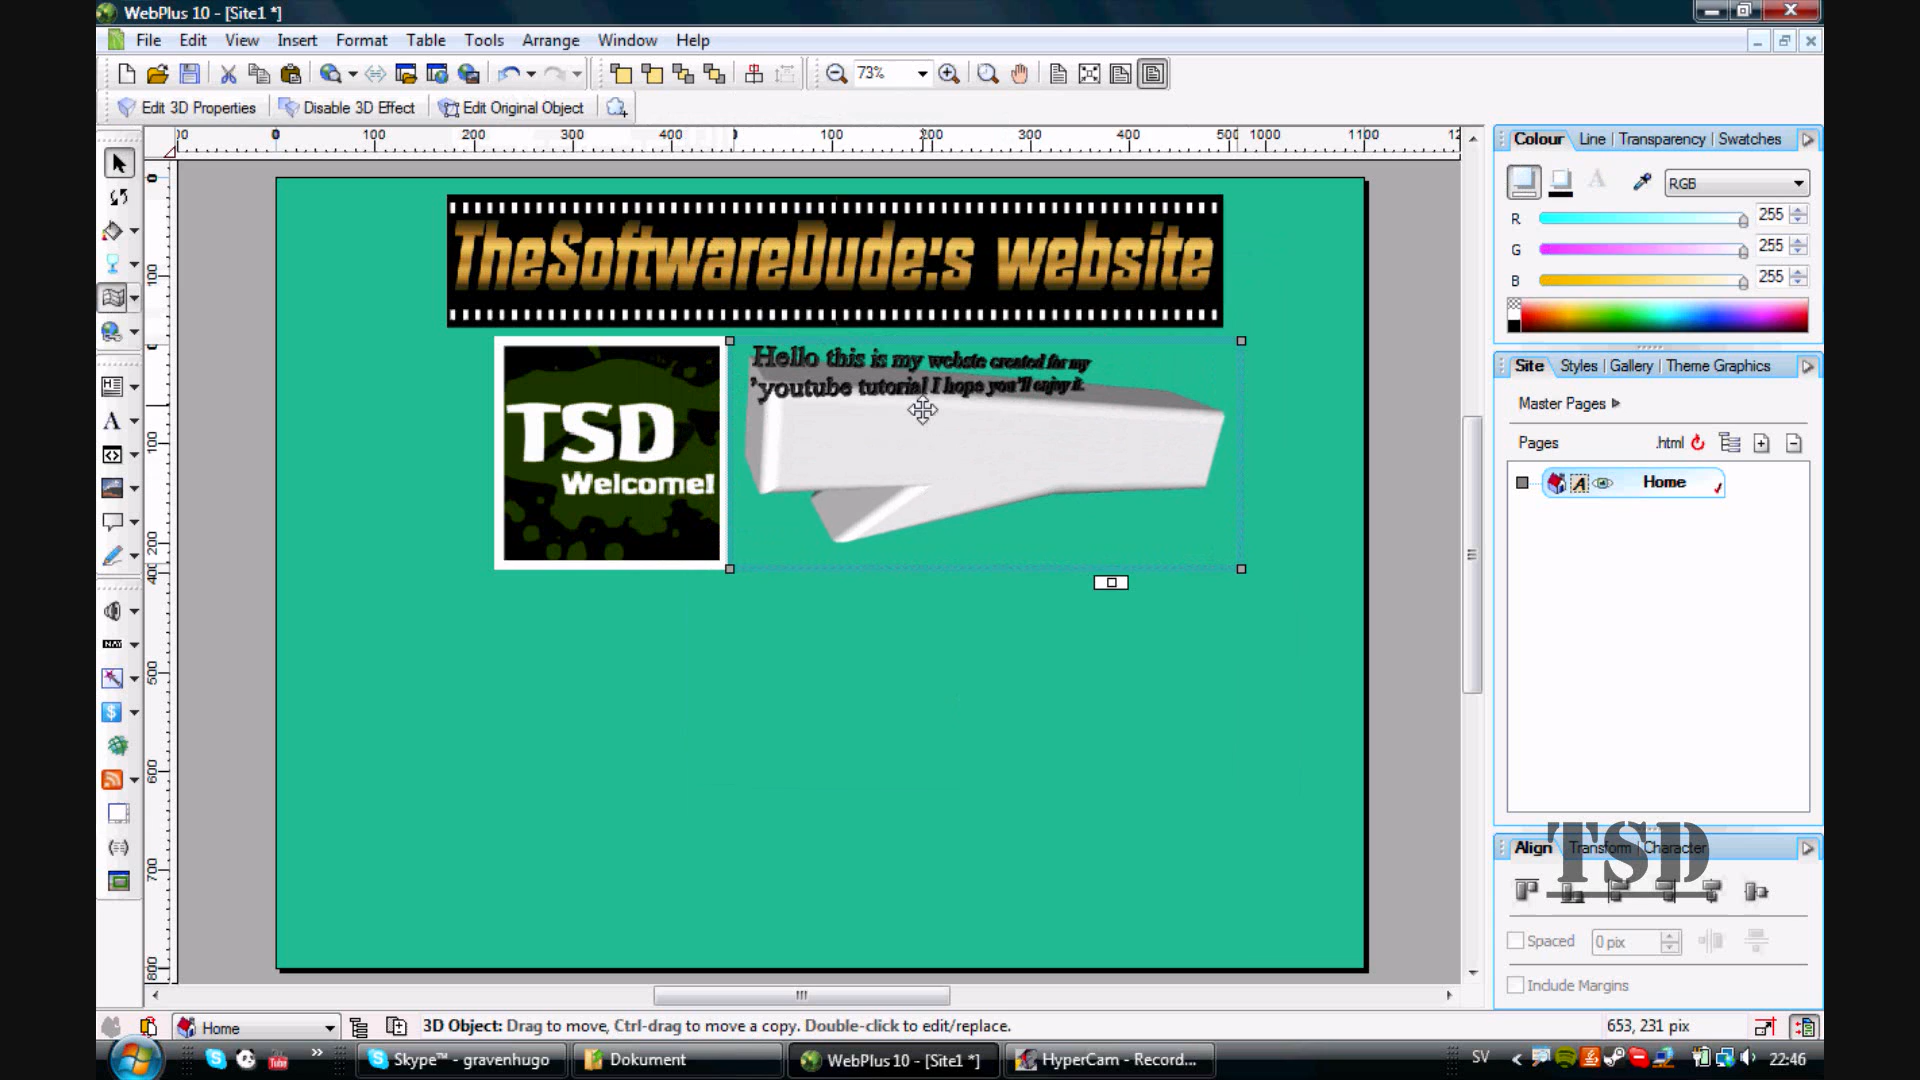 WebPlus 10 - [Site1 *]
File Edit View Insert Format Table Tools Arrange Window Help
73%
Edit 3D Properties Disable 3D Effect Edit Original Object
0 100 200 300 400 100 200 300 400 500 1000 1100
Colour Line Transparency Swatches
RGB
R 255
G 255
B 255
TheSoftwareDude:s website
Hello this is my webste created for my
'youtube tutorial I hope you'll enjoy it.
TSD
Welcome!
Site Styles Gallery Theme Graphics
Master Pages
Pages .html
Home
TSD
Align Transform Character
Spaced 0 pix
Include Margins
Home 3D Object: Drag to move, Ctrl-drag to move a copy. Double-click to edit/replace. 653, 231 pix
Skype™ - gravenhugo Dokument WebPlus 10 - [Site1 *] HyperCam - Record... SV 22:46